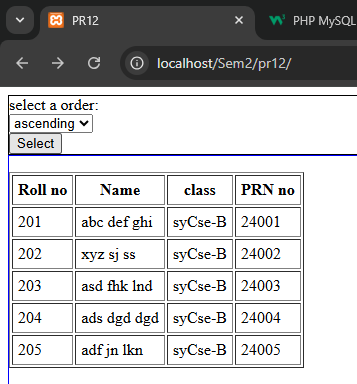 PR12
PHP MySQL
localhost/Sem2/pr12/
select a order:
ascending
Select
Roll no Name class PRN no
201 abc def ghi syCse-B 24001
202 xyz sj ss syCse-B 24002
203 asd fhk lnd syCse-B 24003
204 ads dgd dgd syCse-B 24004
205 adf jn lkn syCse-B 24005